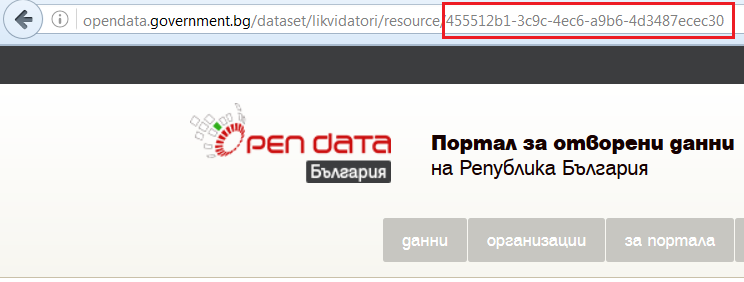 opendata.government.bg/dataset/likvidatori/resource/455512b1-3c9c-4ec6-a9b6-4d3487ecec30
OPEN DATA
България
Портал за отворени данни
на Република България
данни
организации
за портала